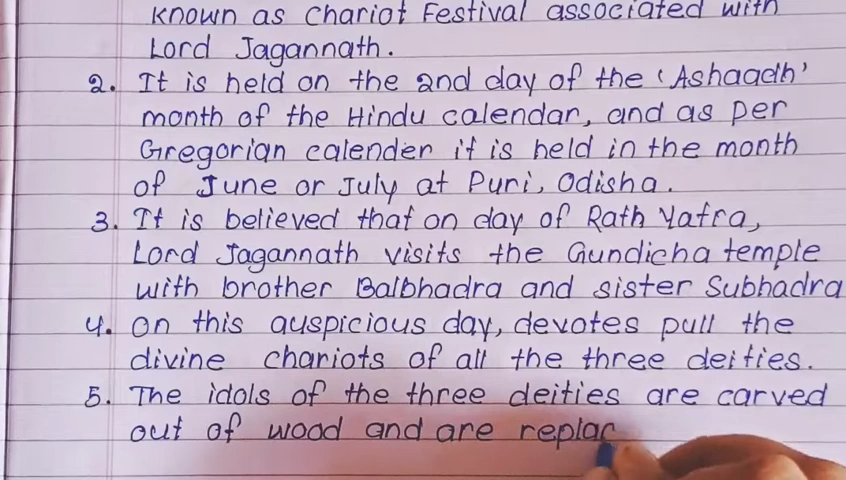 known as Chariot Festival associated with
Lord Jagannath.
2. It is held on the 2nd day of the 'Ashaadh'
month of the Hindu calendar, and as per
Gregorian calender it is held in the month
of June or July at Puri, Odisha.
3. It is believed that on day of Rath Yatra,
Lord Jagannath visits the Gundicha temple
with brother Balbhadra and sister Subhadra
4. On this auspicious day, devotes pull the
divine chariots of all the three deities.
5. The idols of the three deities are carved
out of wood and are replac